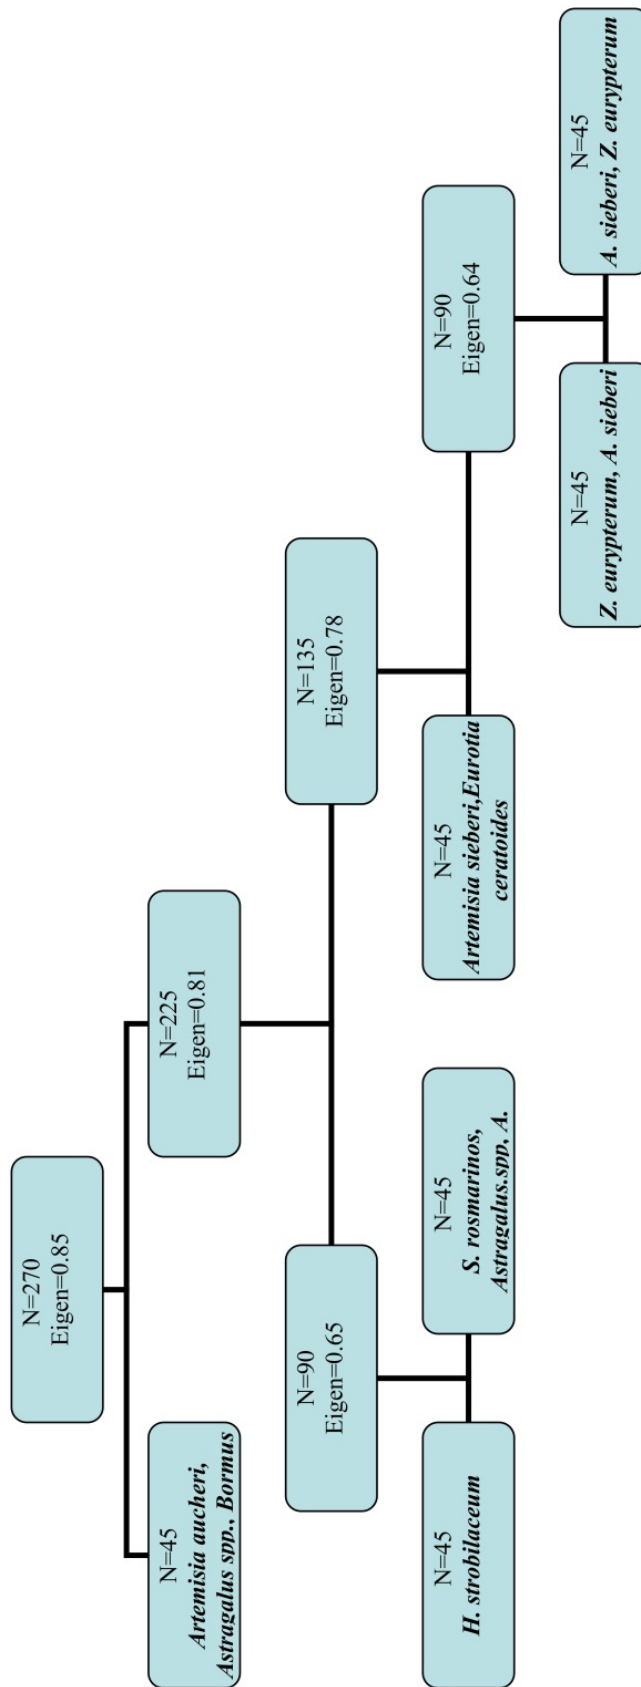 N=270
Eigen=0.85
N=45
Artemisia aucheri,
Astragalus spp., Bormus
N=225
Eigen=0.81
N=90
Eigen=0.65
N=135
Eigen=0.78
N=45
H. strobilaceum
N=45
S. rosmarinos,
Astragalus.spp, A.
N=45
Artemisia sieberi,Eurotia
ceratoides
N=90
Eigen=0.64
N=45
Z. eurypterum, A. sieberi
N=45
A. sieberi, Z. eurypterum